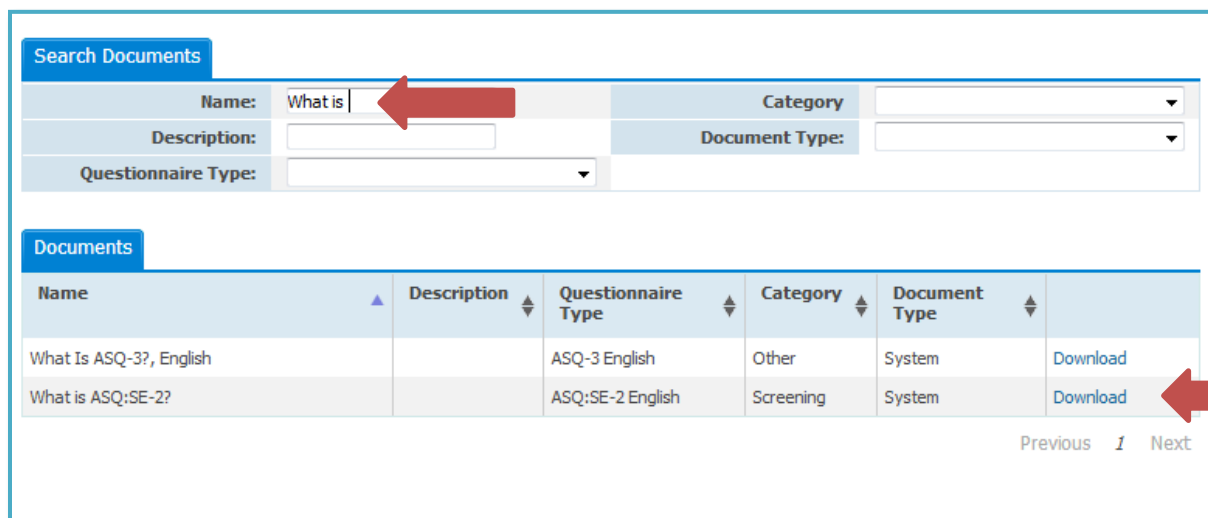 Search Documents
Name: What is Category
Description: Document Type:
Questionnaire Type:
Documents
Name Description Questionnaire Type Category Document Type
What Is ASQ-3?, English ASQ-3 English Other System Download
What is ASQ:SE-2? ASQ:SE-2 English Screening System Download
Previous 1 Next